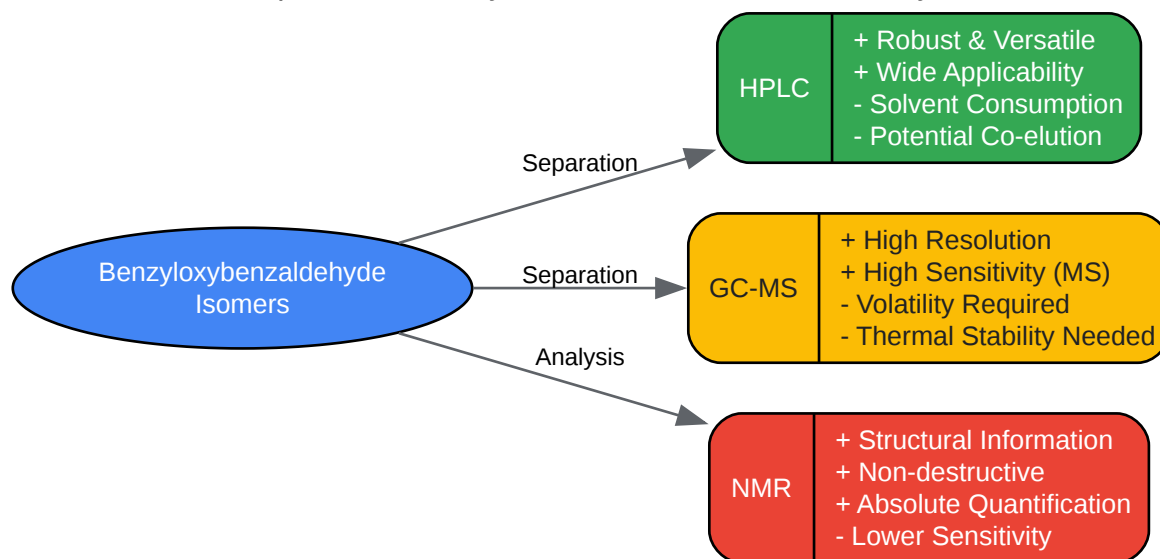 HPLC
+ Robust & Versatile
+ Wide Applicability
- Solvent Consumption
- Potential Co-elution
Separation
Benzyloxybenzaldehyde
Isomers
Separation
GC-MS
+ High Resolution
+ High Sensitivity (MS)
- Volatility Required
- Thermal Stability Needed
Analysis
NMR
+ Structural Information
+ Non-destructive
+ Absolute Quantification
- Lower Sensitivity